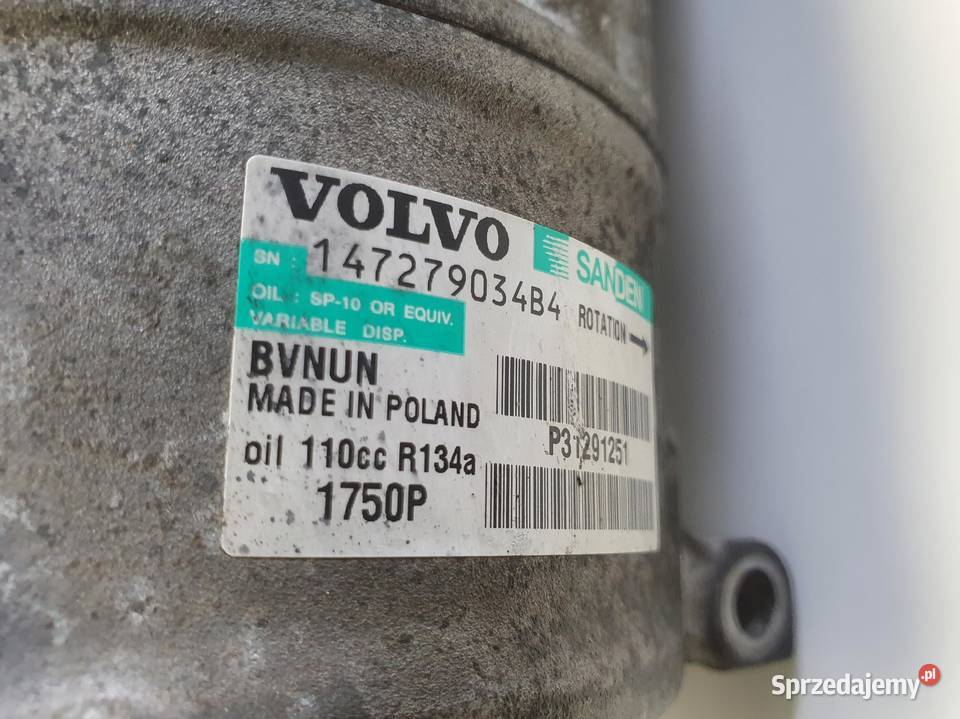 VOLVO
SANDEN
SN : 147279034B4
ROTATION →
OIL : SP-10 OR EQUIV.
VARIABLE DISP.
BVNUN
MADE IN POLAND
P31291251
oil 110cc R134a
1750P
Sprzedajemy.pl